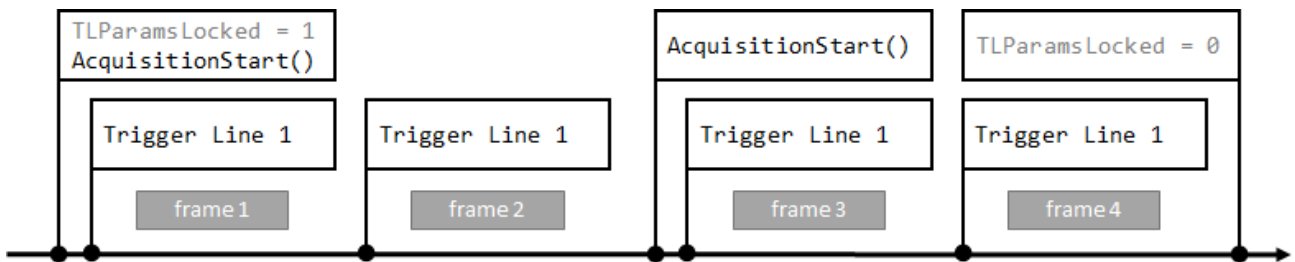 TLParamsLocked = 1
AcquisitionStart()
AcquisitionStart()
TLParamsLocked = 0
Trigger Line 1
Trigger Line 1
Trigger Line 1
Trigger Line 1
frame 1
frame 2
frame 3
frame 4